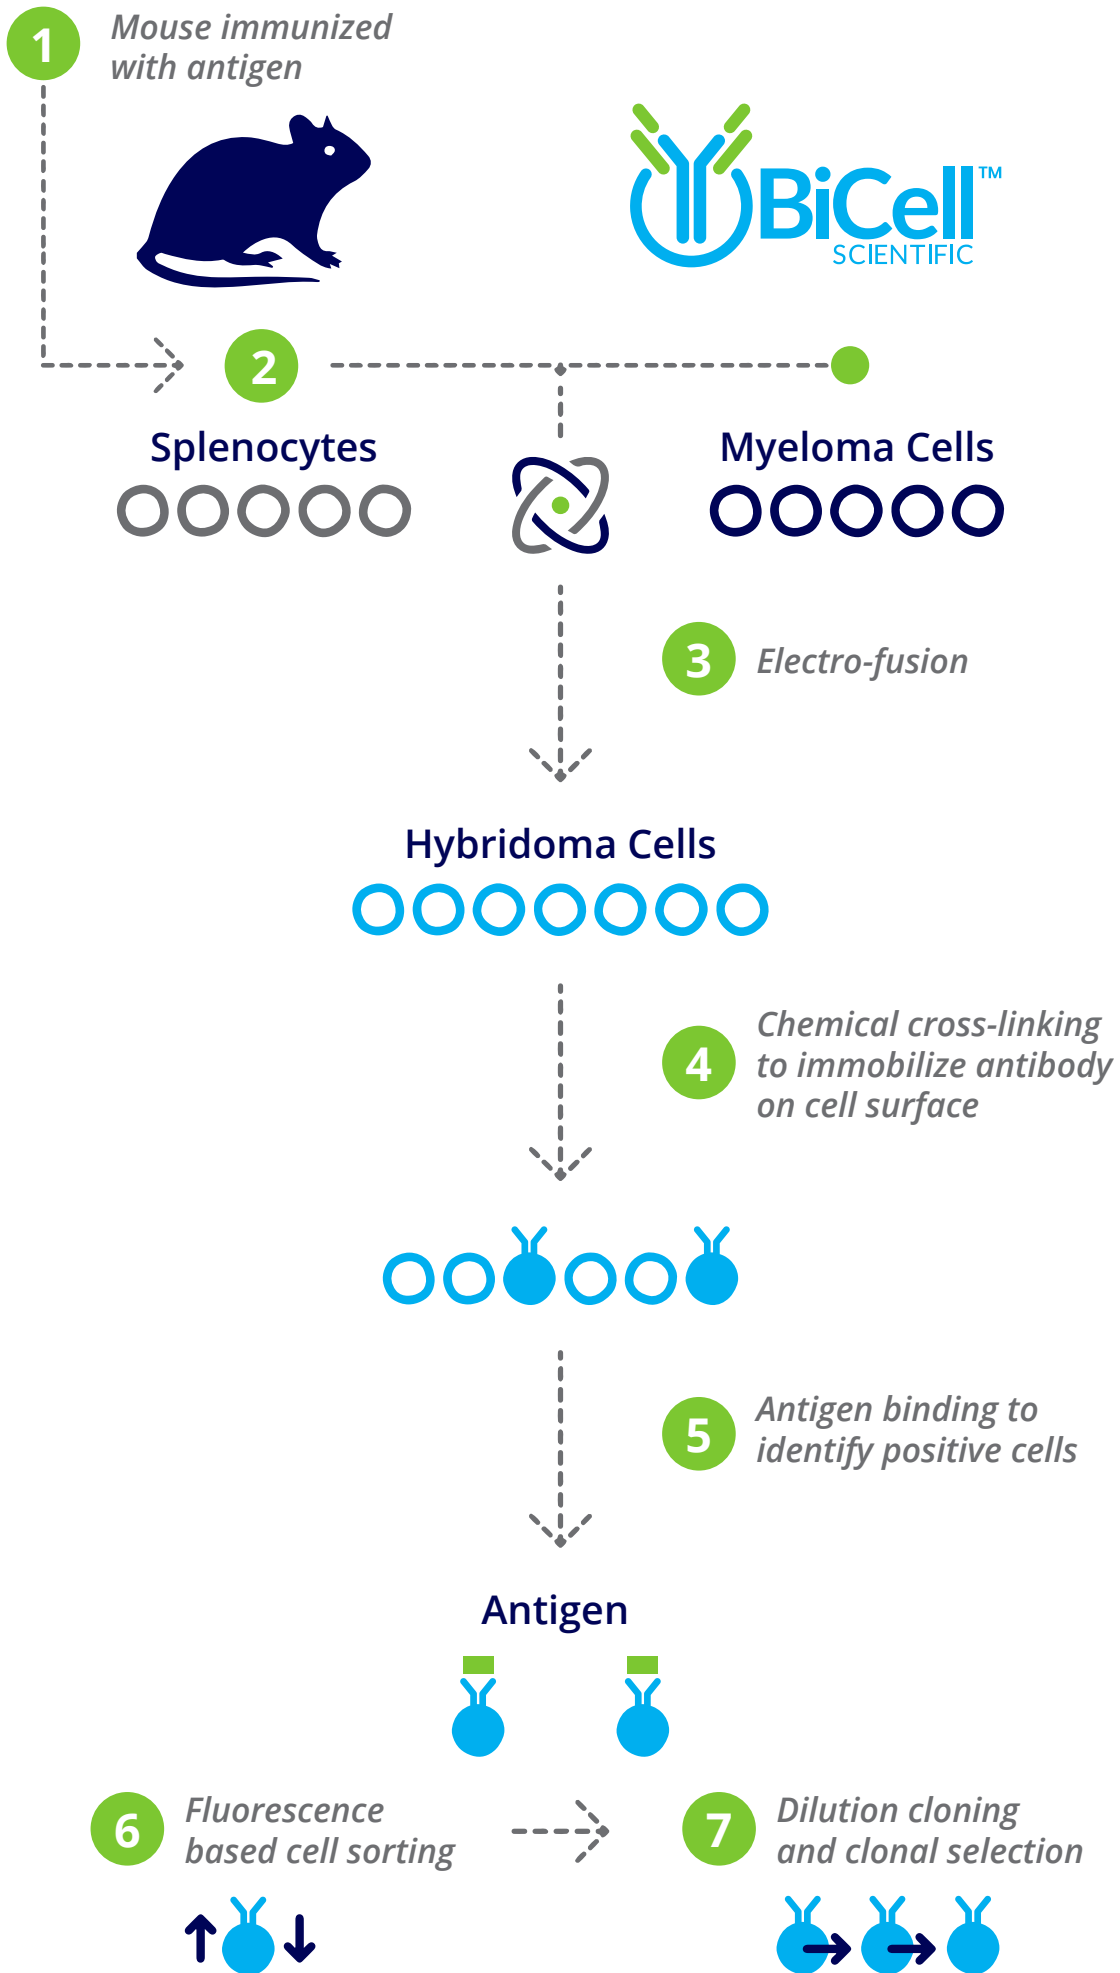 1
Mouse immunized
with antigen
BiCell™
SCIENTIFIC
2
Splenocytes
Myeloma Cells
3
Electro-fusion
Hybridoma Cells
4
Chemical cross-linking
to immobilize antibody
on cell surface
5
Antigen binding to
identify positive cells
Antigen
6
Fluorescence
based cell sorting
7
Dilution cloning
and clonal selection